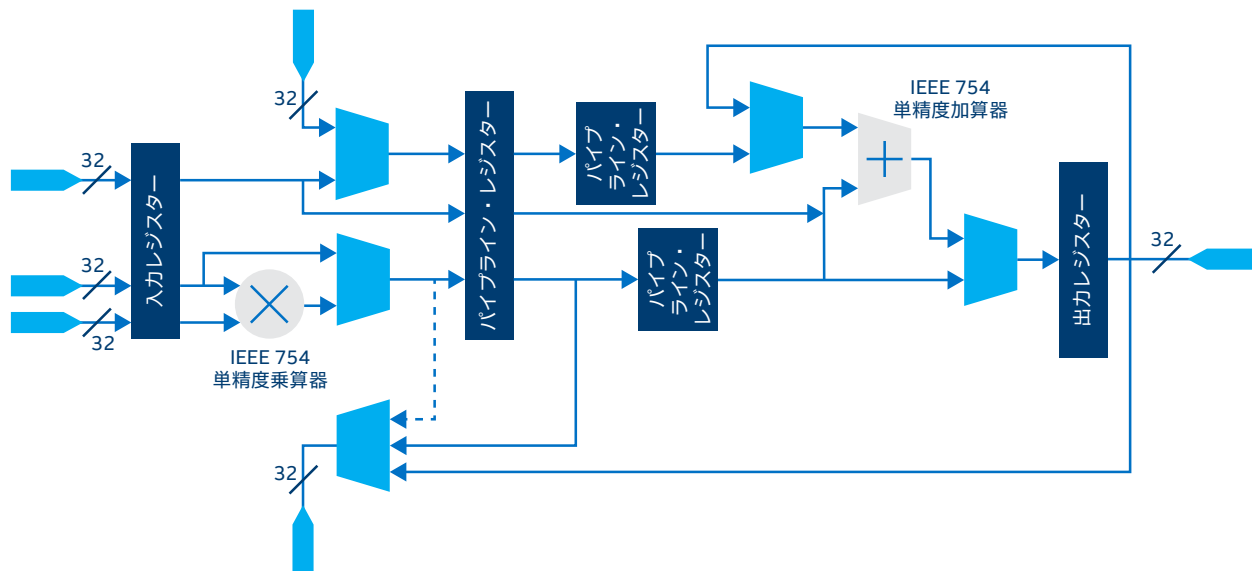 32
32
32
32
入力レジスター
IEEE 754
単精度乗算器
パイプライン・レジスター
パイプ
ライン・
レジスター
パイプ
ライン・
レジスター
IEEE 754
単精度加算器
出力レジスター
32
32